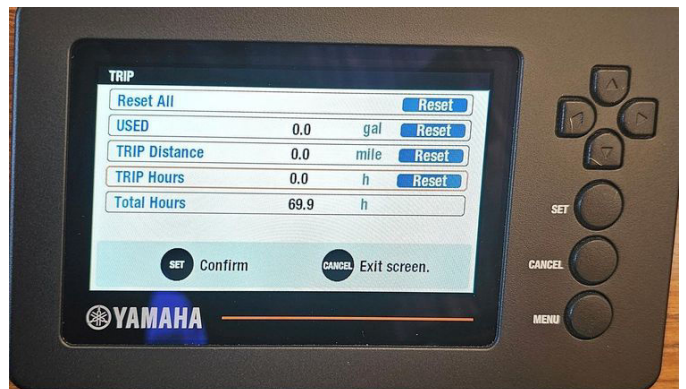 TRIP
Reset All Reset
USED 0.0 gal Reset
TRIP Distance 0.0 mile Reset
TRIP Hours 0.0 h Reset
Total Hours 69.9 h
SET Confirm CANCEL Exit screen.
YAMAHA
SET
CANCEL
MENU